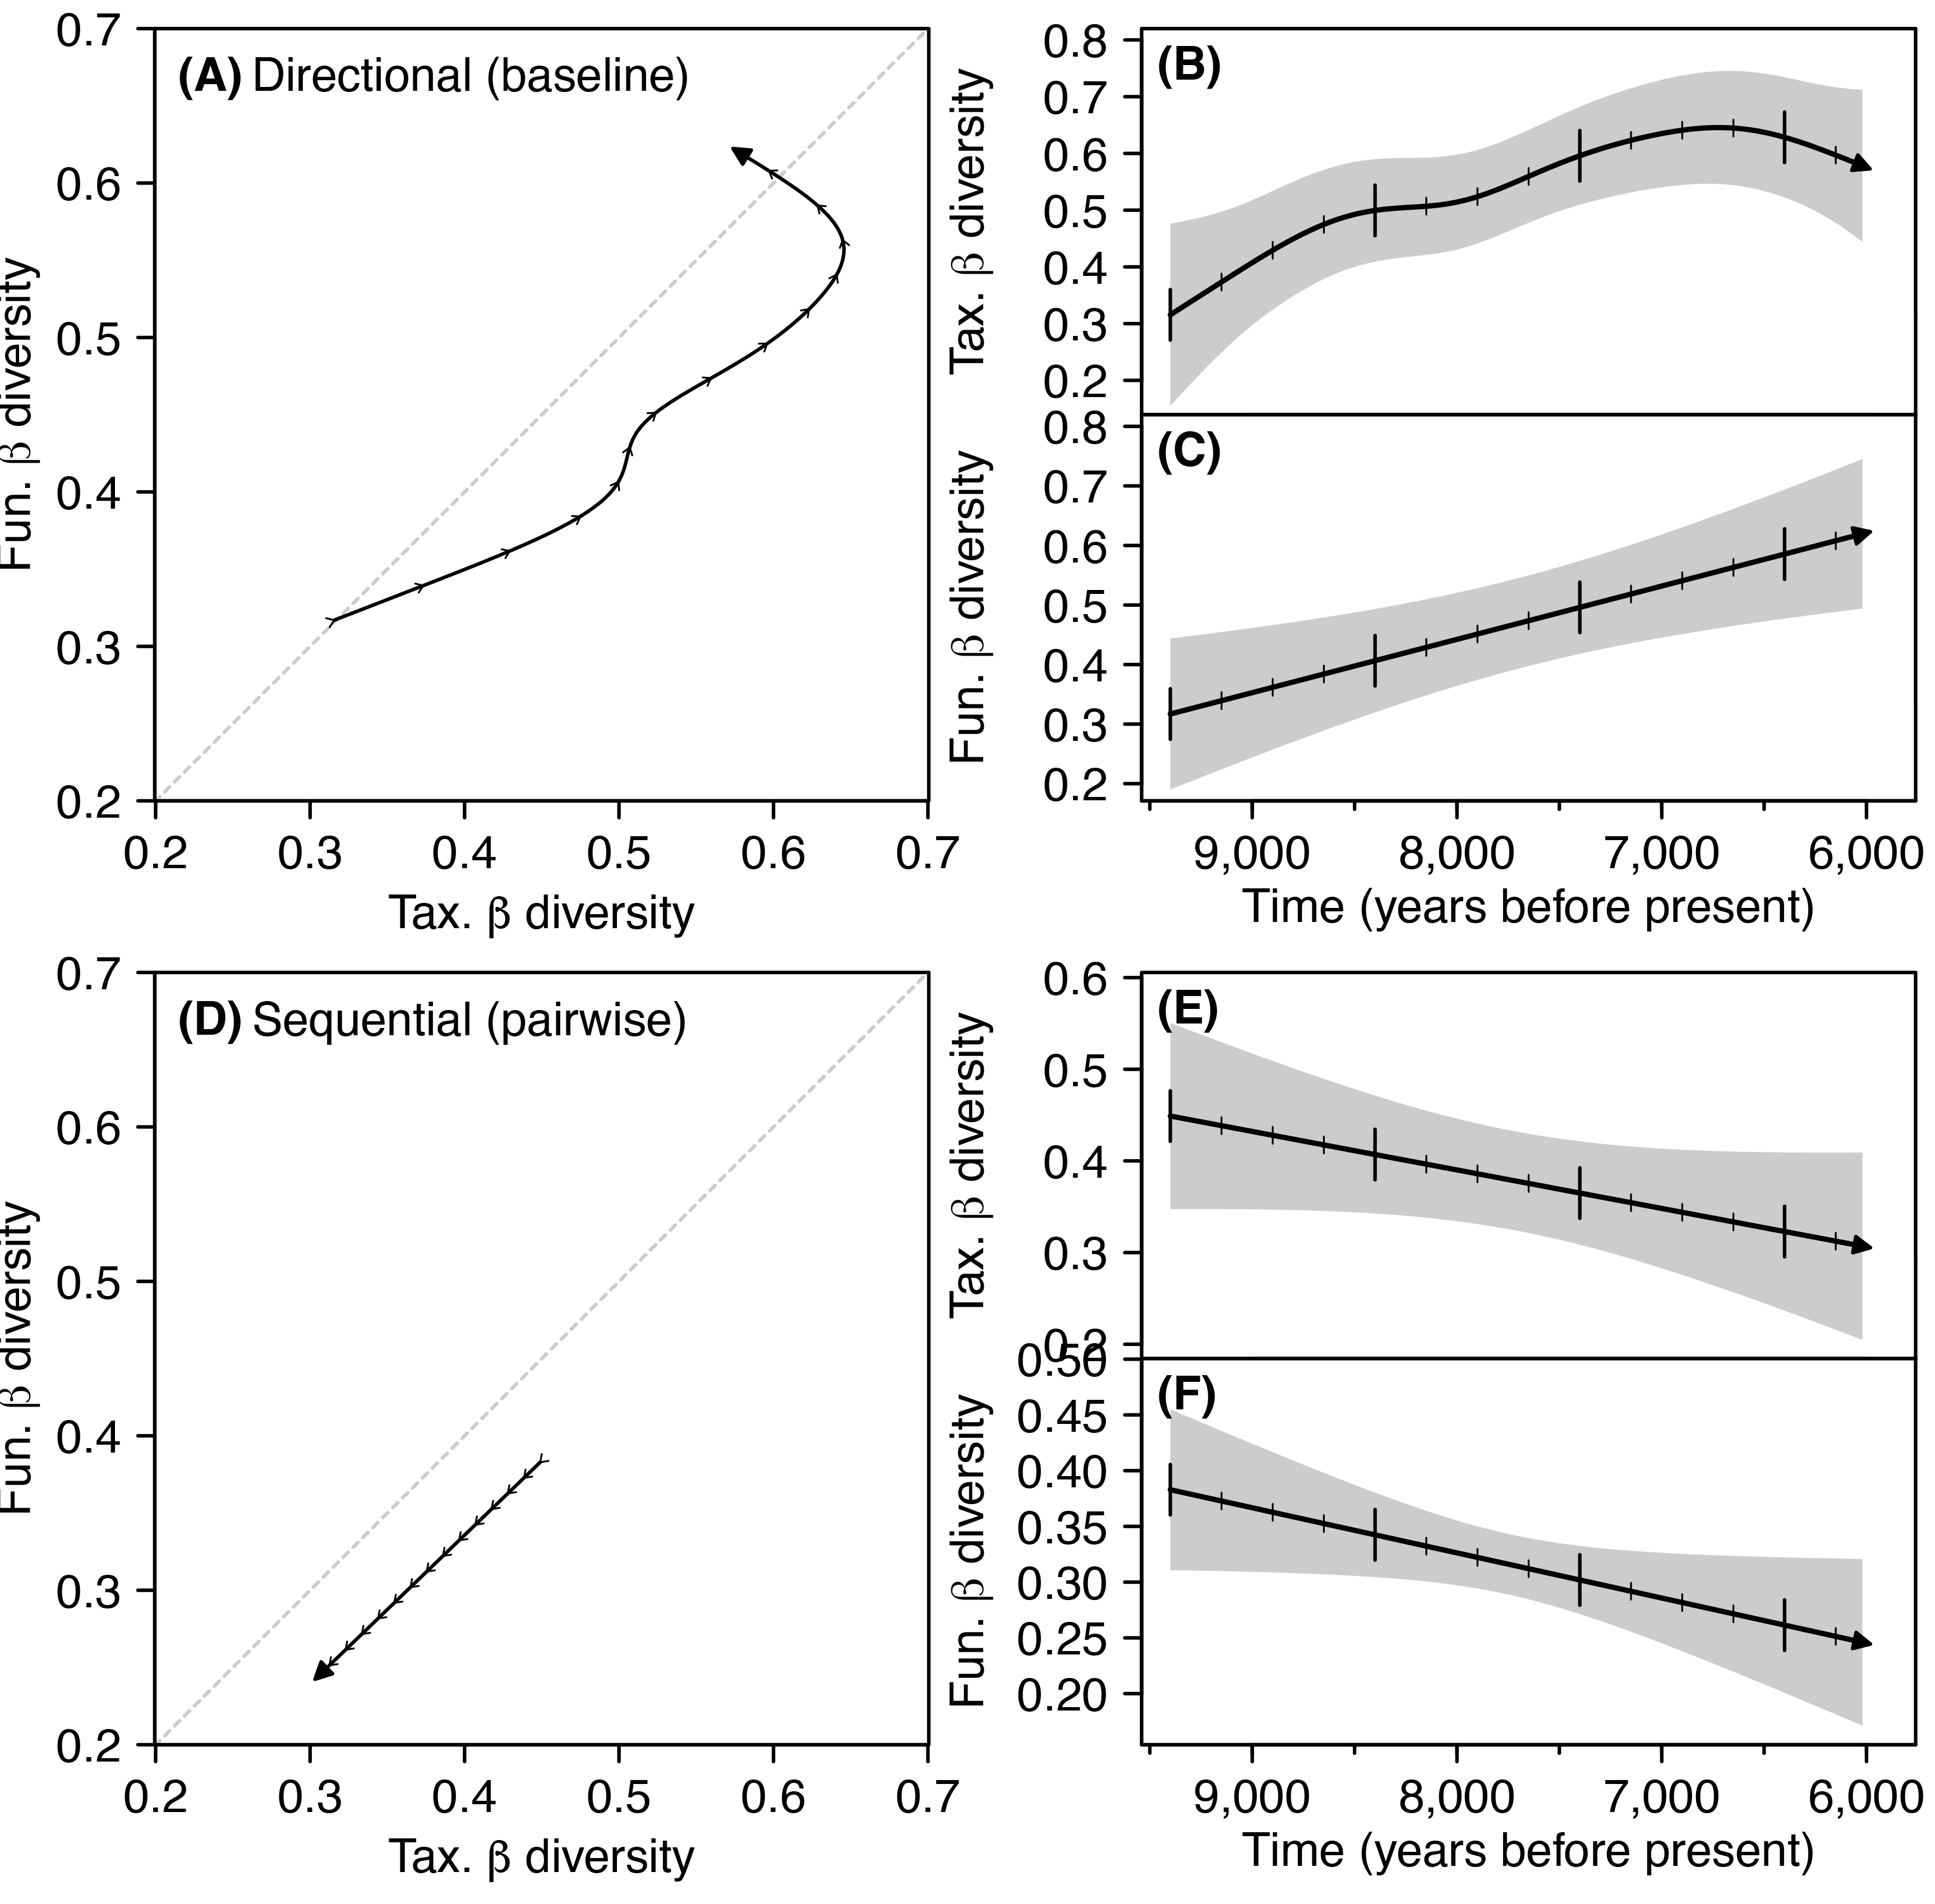 (A) Directional (baseline)
0.7
0.6
0.5
0.4
0.3
0.2
Fun. β diversity
0.2 0.3 0.4 0.5 0.6 0.7
Tax. β diversity
(B)
0.8
0.7
0.6
0.5
0.4
0.3
0.2
Tax. β diversity
(C)
0.8
0.7
0.6
0.5
0.4
0.3
0.2
Fun. β diversity
9,000 8,000 7,000 6,000
Time (years before present)
(D) Sequential (pairwise)
0.7
0.6
0.5
0.4
0.3
0.2
Fun. β diversity
0.2 0.3 0.4 0.5 0.6 0.7
Tax. β diversity
(E)
0.6
0.5
0.4
0.3
0.2
Tax. β diversity
(F)
0.50
0.45
0.40
0.35
0.30
0.25
0.20
Fun. β diversity
9,000 8,000 7,000 6,000
Time (years before present)